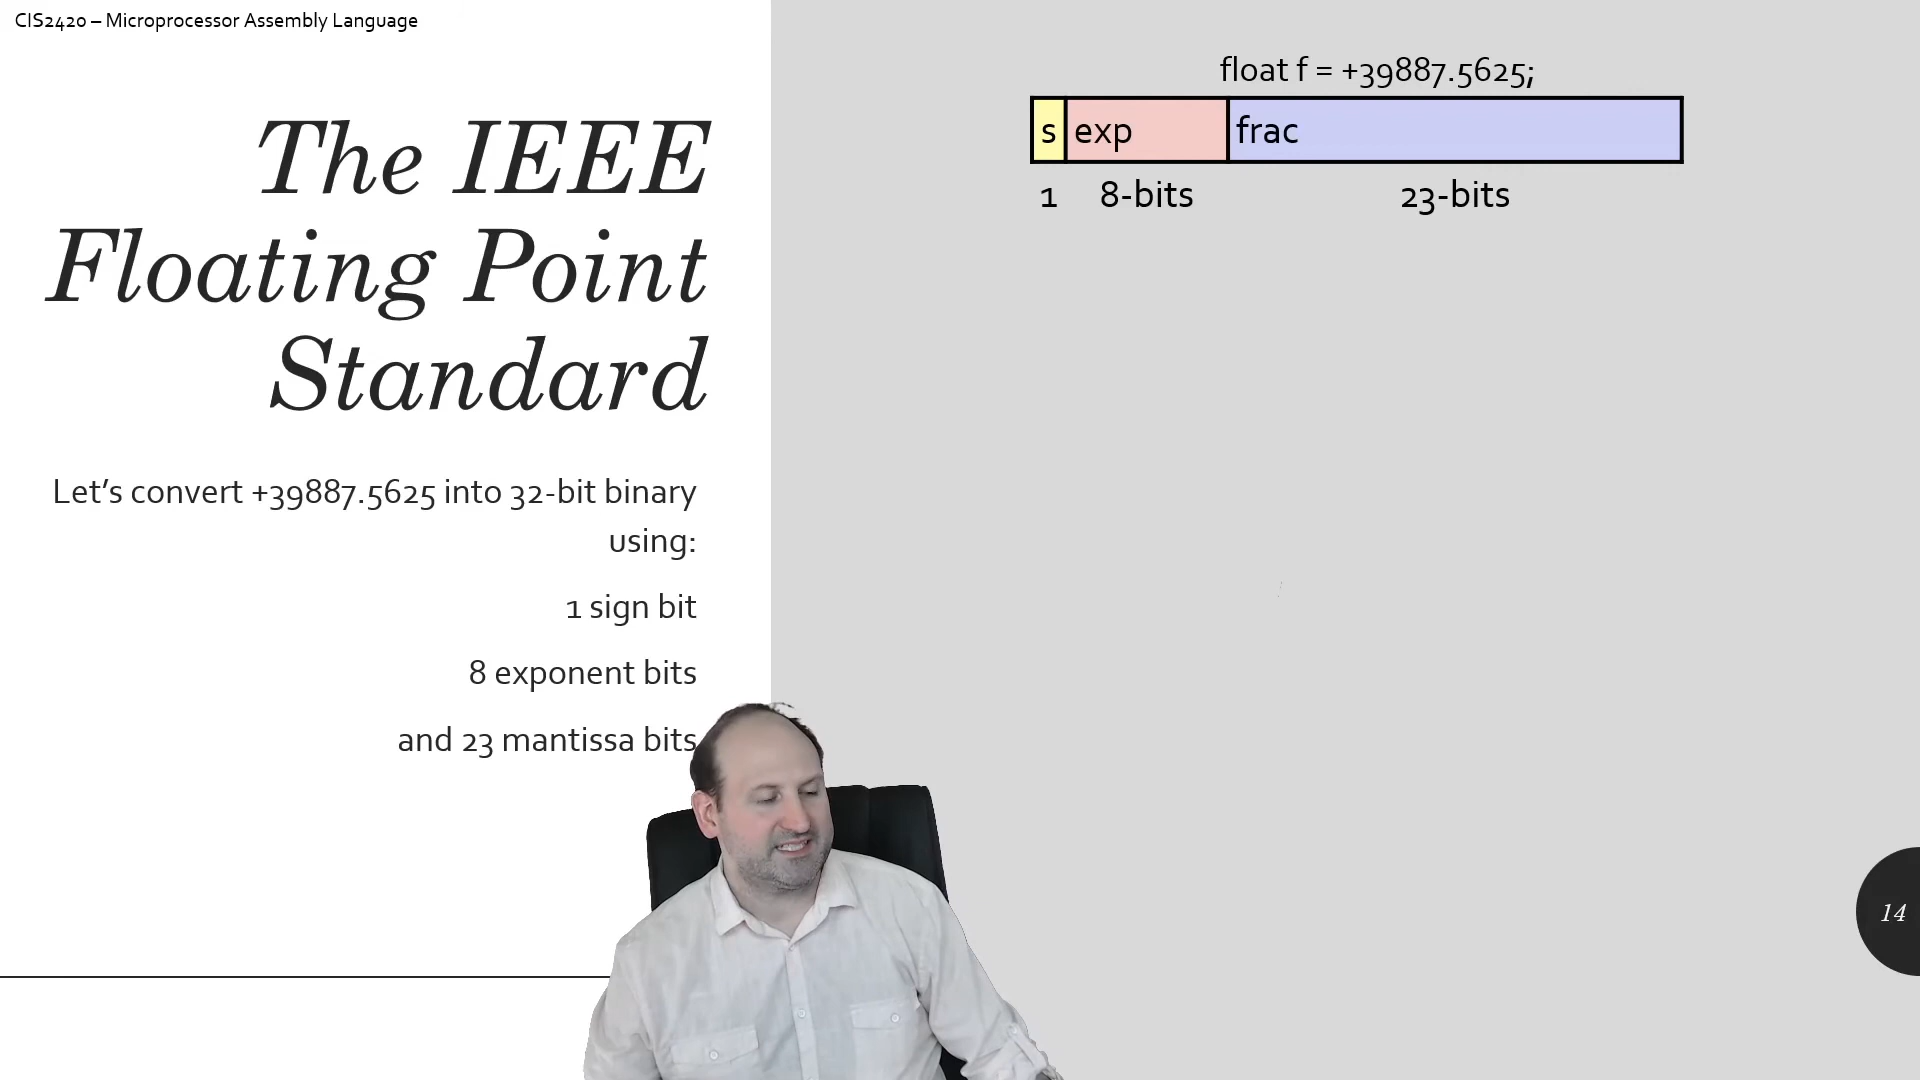 CIS2420 – Microprocessor Assembly Language
The IEEE
Floating Point
Standard
Let’s convert +39887.5625 into 32-bit binary
using:
1 sign bit
8 exponent bits
and 23 mantissa bits
float f = +39887.5625;
s exp frac
1 8-bits 23-bits
14